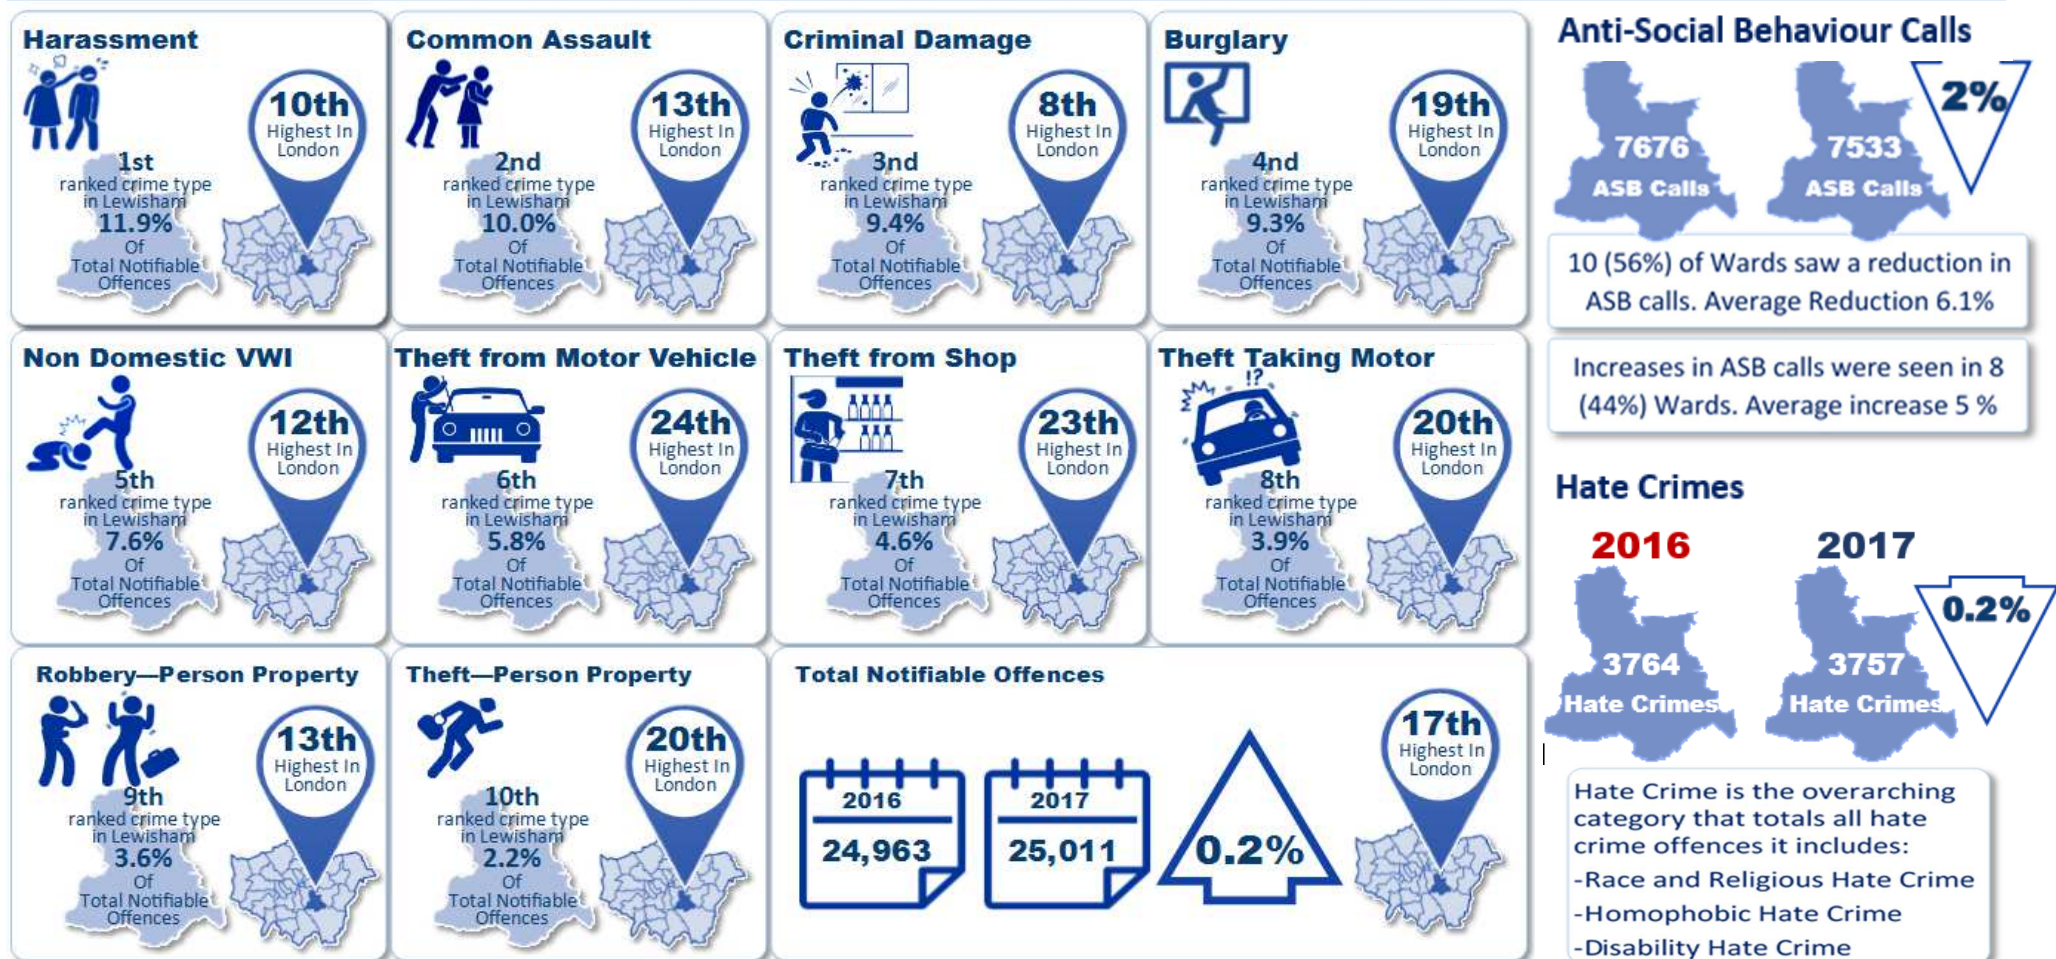 Harassment
10th
Highest In
London
1st
ranked crime type
in Lewisham
11.9%
Of
Total Notifiable
Offences
Common Assault
13th
Highest In
London
2nd
ranked crime type
in Lewisham
10.0%
Of
Total Notifiable
Offences
Criminal Damage
8th
Highest In
London
3nd
ranked crime type
in Lewisham
9.4%
Of
Total Notifiable
Offences
Burglary
19th
Highest In
London
4nd
ranked crime type
in Lewisham
9.3%
Of
Total Notifiable
Offences
Non Domestic VWI
12th
Highest In
London
5th
ranked crime type
in Lewisham
7.6%
Of
Total Notifiable
Offences
Theft from Motor Vehicle
24th
Highest In
London
6th
ranked crime type
in Lewisham
5.8%
Of
Total Notifiable
Offences
Theft from Shop
23th
Highest In
London
7th
ranked crime type
in Lewisham
4.6%
Of
Total Notifiable
Offences
Theft Taking Motor
!?
20th
Highest In
London
8th
ranked crime type
in Lewisham
3.9%
Of
Total Notifiable
Offences
Robbery—Person Property
13th
Highest In
London
9th
ranked crime type
in Lewisham
3.6%
Of
Total Notifiable
Offences
Theft—Person Property
20th
Highest In
London
10th
ranked crime type
in Lewisham
2.2%
Of
Total Notifiable
Offences
Total Notifiable Offences
2016
24,963
2017
25,011
0.2%
17th
Highest In
London
Anti-Social Behaviour Calls
7676
ASB Calls
7533
ASB Calls
2%
10 (56%) of Wards saw a reduction in
ASB calls. Average Reduction 6.1%
Increases in ASB calls were seen in 8
(44%) Wards. Average increase 5 %
Hate Crimes
2016
3764
Hate Crimes
2017
3757
Hate Crimes
0.2%
Hate Crime is the overarching
category that totals all hate
crime offences it includes:
-Race and Religious Hate Crime
-Homophobic Hate Crime
-Disability Hate Crime